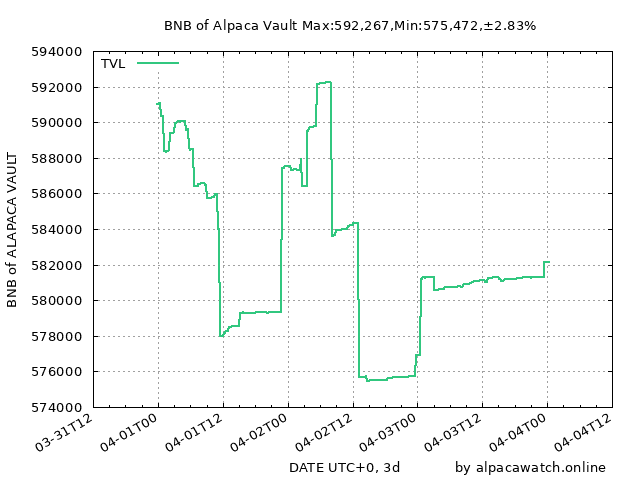 BNB of Alpaca Vault Max:592,267,Min:575,472,±2.83%
TVL
594000
592000
590000
588000
586000
584000
582000
580000
578000
576000
574000
BNB of ALAPACA VAULT
03-31T12
04-01T00
04-01T12
04-02T00
04-02T12
04-03T00
04-03T12
04-04T00
04-04T12
DATE UTC+0, 3d
by alpacawatch.online